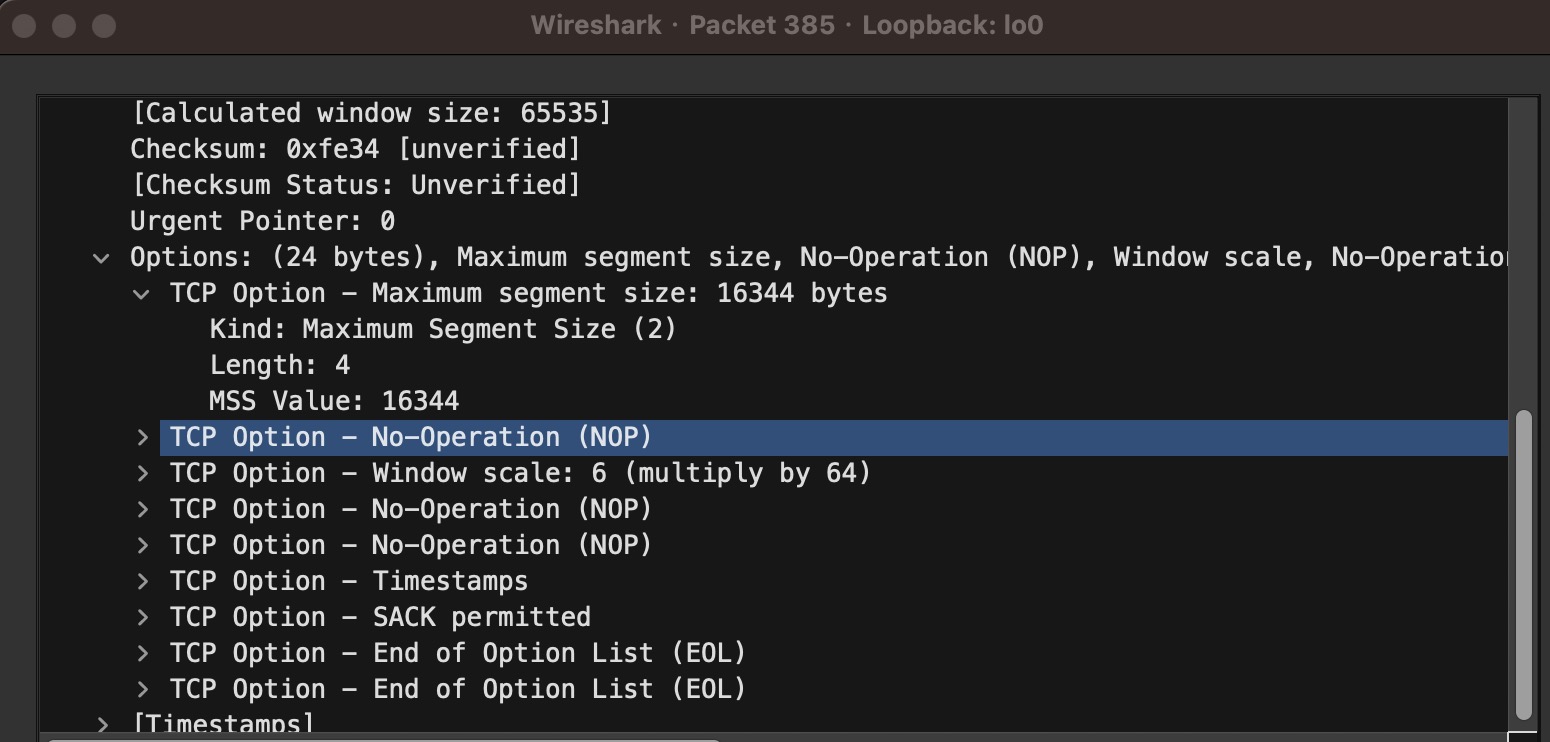 Wireshark · Packet 385 · Loopback: lo0
[Calculated window size: 65535]
Checksum: 0xfe34 [unverified]
[Checksum Status: Unverified]
Urgent Pointer: 0
Options: (24 bytes), Maximum segment size, No-Operation (NOP), Window scale, No-Operatio
TCP Option - Maximum segment size: 16344 bytes
Kind: Maximum Segment Size (2)
Length: 4
MSS Value: 16344
TCP Option - No-Operation (NOP)
TCP Option - Window scale: 6 (multiply by 64)
TCP Option - No-Operation (NOP)
TCP Option - No-Operation (NOP)
TCP Option - Timestamps
TCP Option - SACK permitted
TCP Option - End of Option List (EOL)
TCP Option - End of Option List (EOL)
[Timestamps]